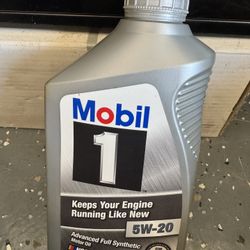 Mobil
1
Keeps Your Engine
Running Like New
5W-20
Advanced Full Synthetic
Motor Oil